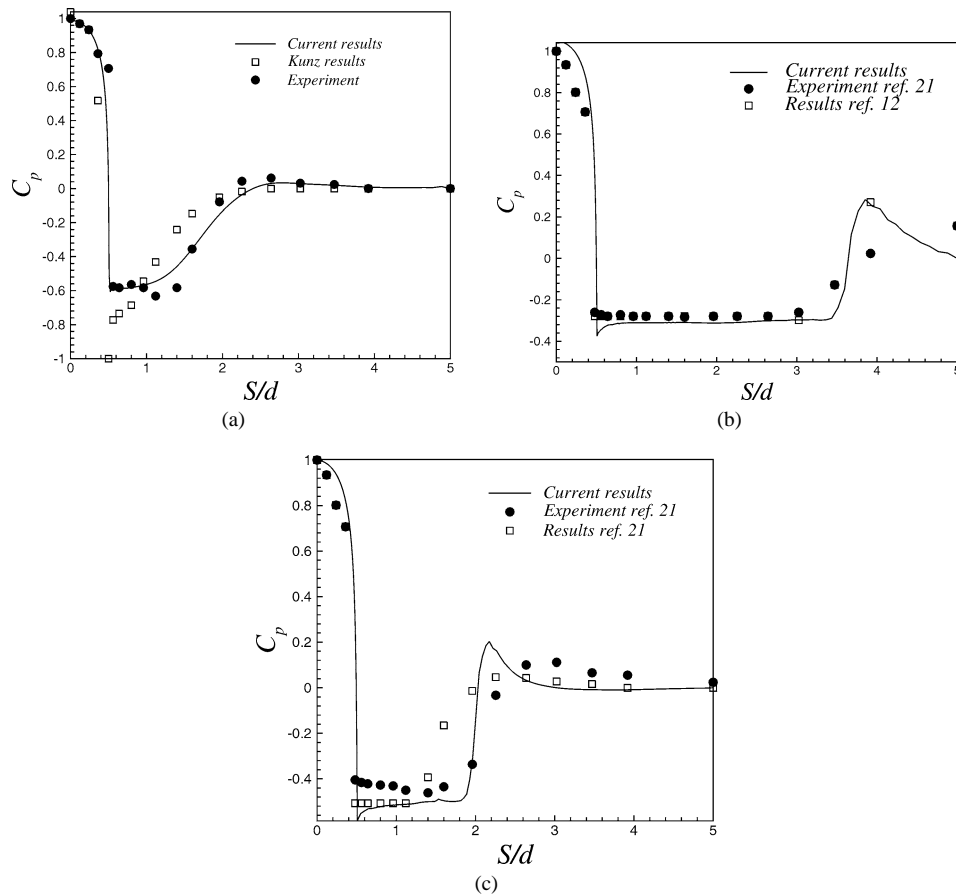 1
0.8
0.6
0.4
0.2
0
-0.2
-0.4
-0.6
-0.8
-1
C_p
Current results
Kunz results
Experiment
0 1 2 3 4 5
S/d
(a)
1
0.8
0.6
0.4
0.2
0
-0.2
-0.4
C_p
Current results
Experiment ref. 21
Results ref. 12
0 1 2 3 4 5
S/d
(b)
1
0.8
0.6
0.4
0.2
0
-0.2
-0.4
C_p
Current results
Experiment ref. 21
Results ref. 21
0 1 2 3 4 5
S/d
(c)